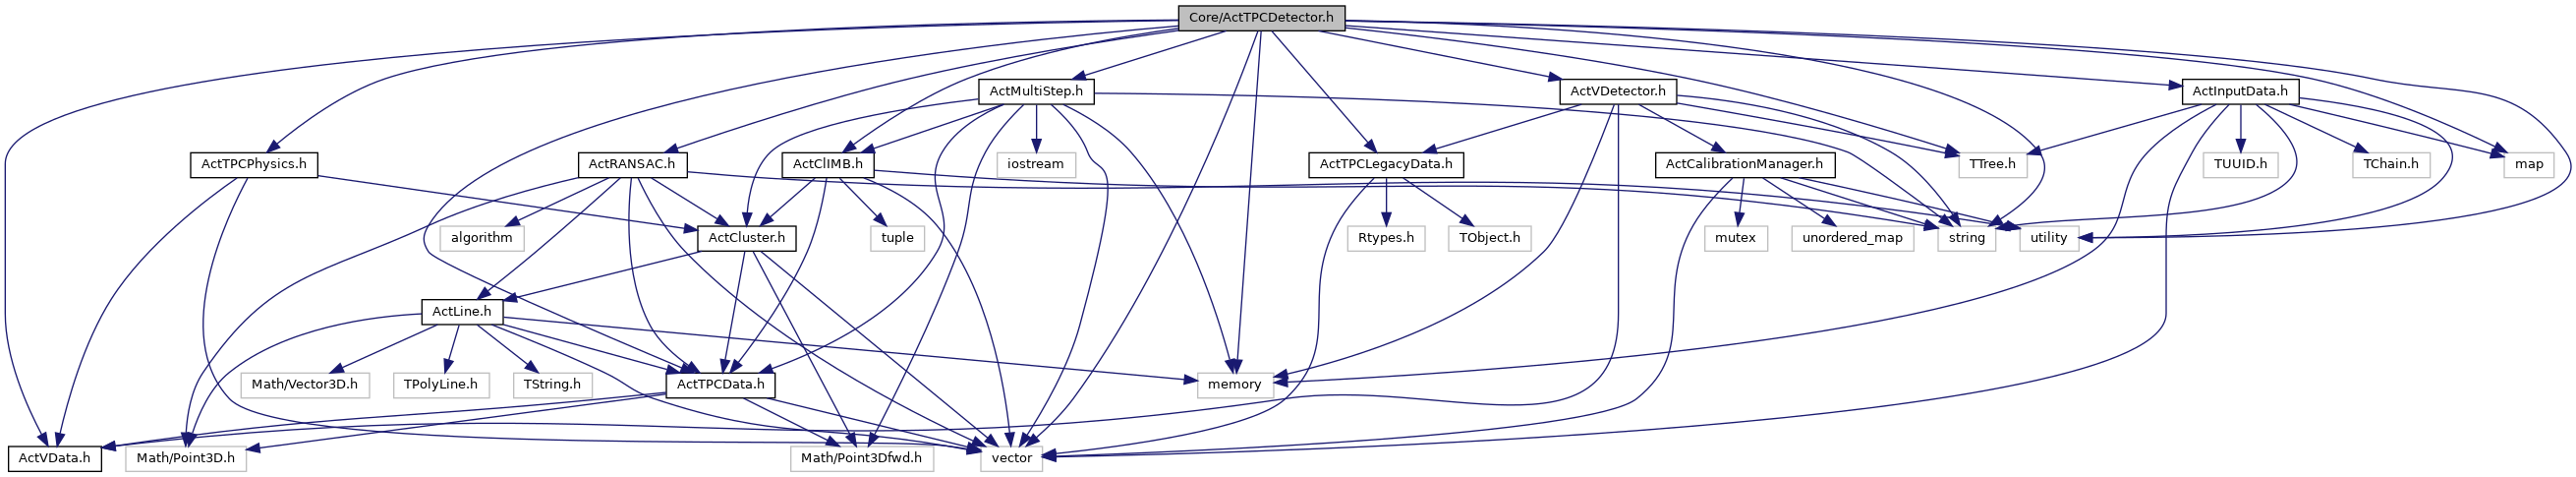 Core/ActTPCDetector.h
ActMultiStep.h
ActVDetector.h
ActInputData.h
ActTPCPhysics.h
ActRANSAC.h
ActClIMB.h
iostream
ActTPCLegacyData.h
ActCalibrationManager.h
TTree.h
TUUID.h
TChain.h
map
algorithm
ActCluster.h
tuple
Rtypes.h
TObject.h
mutex
unordered_map
string
utility
ActLine.h
Math/Vector3D.h
TPolyLine.h
TString.h
ActTPCData.h
memory
ActVData.h
Math/Point3D.h
Math/Point3Dfwd.h
vector